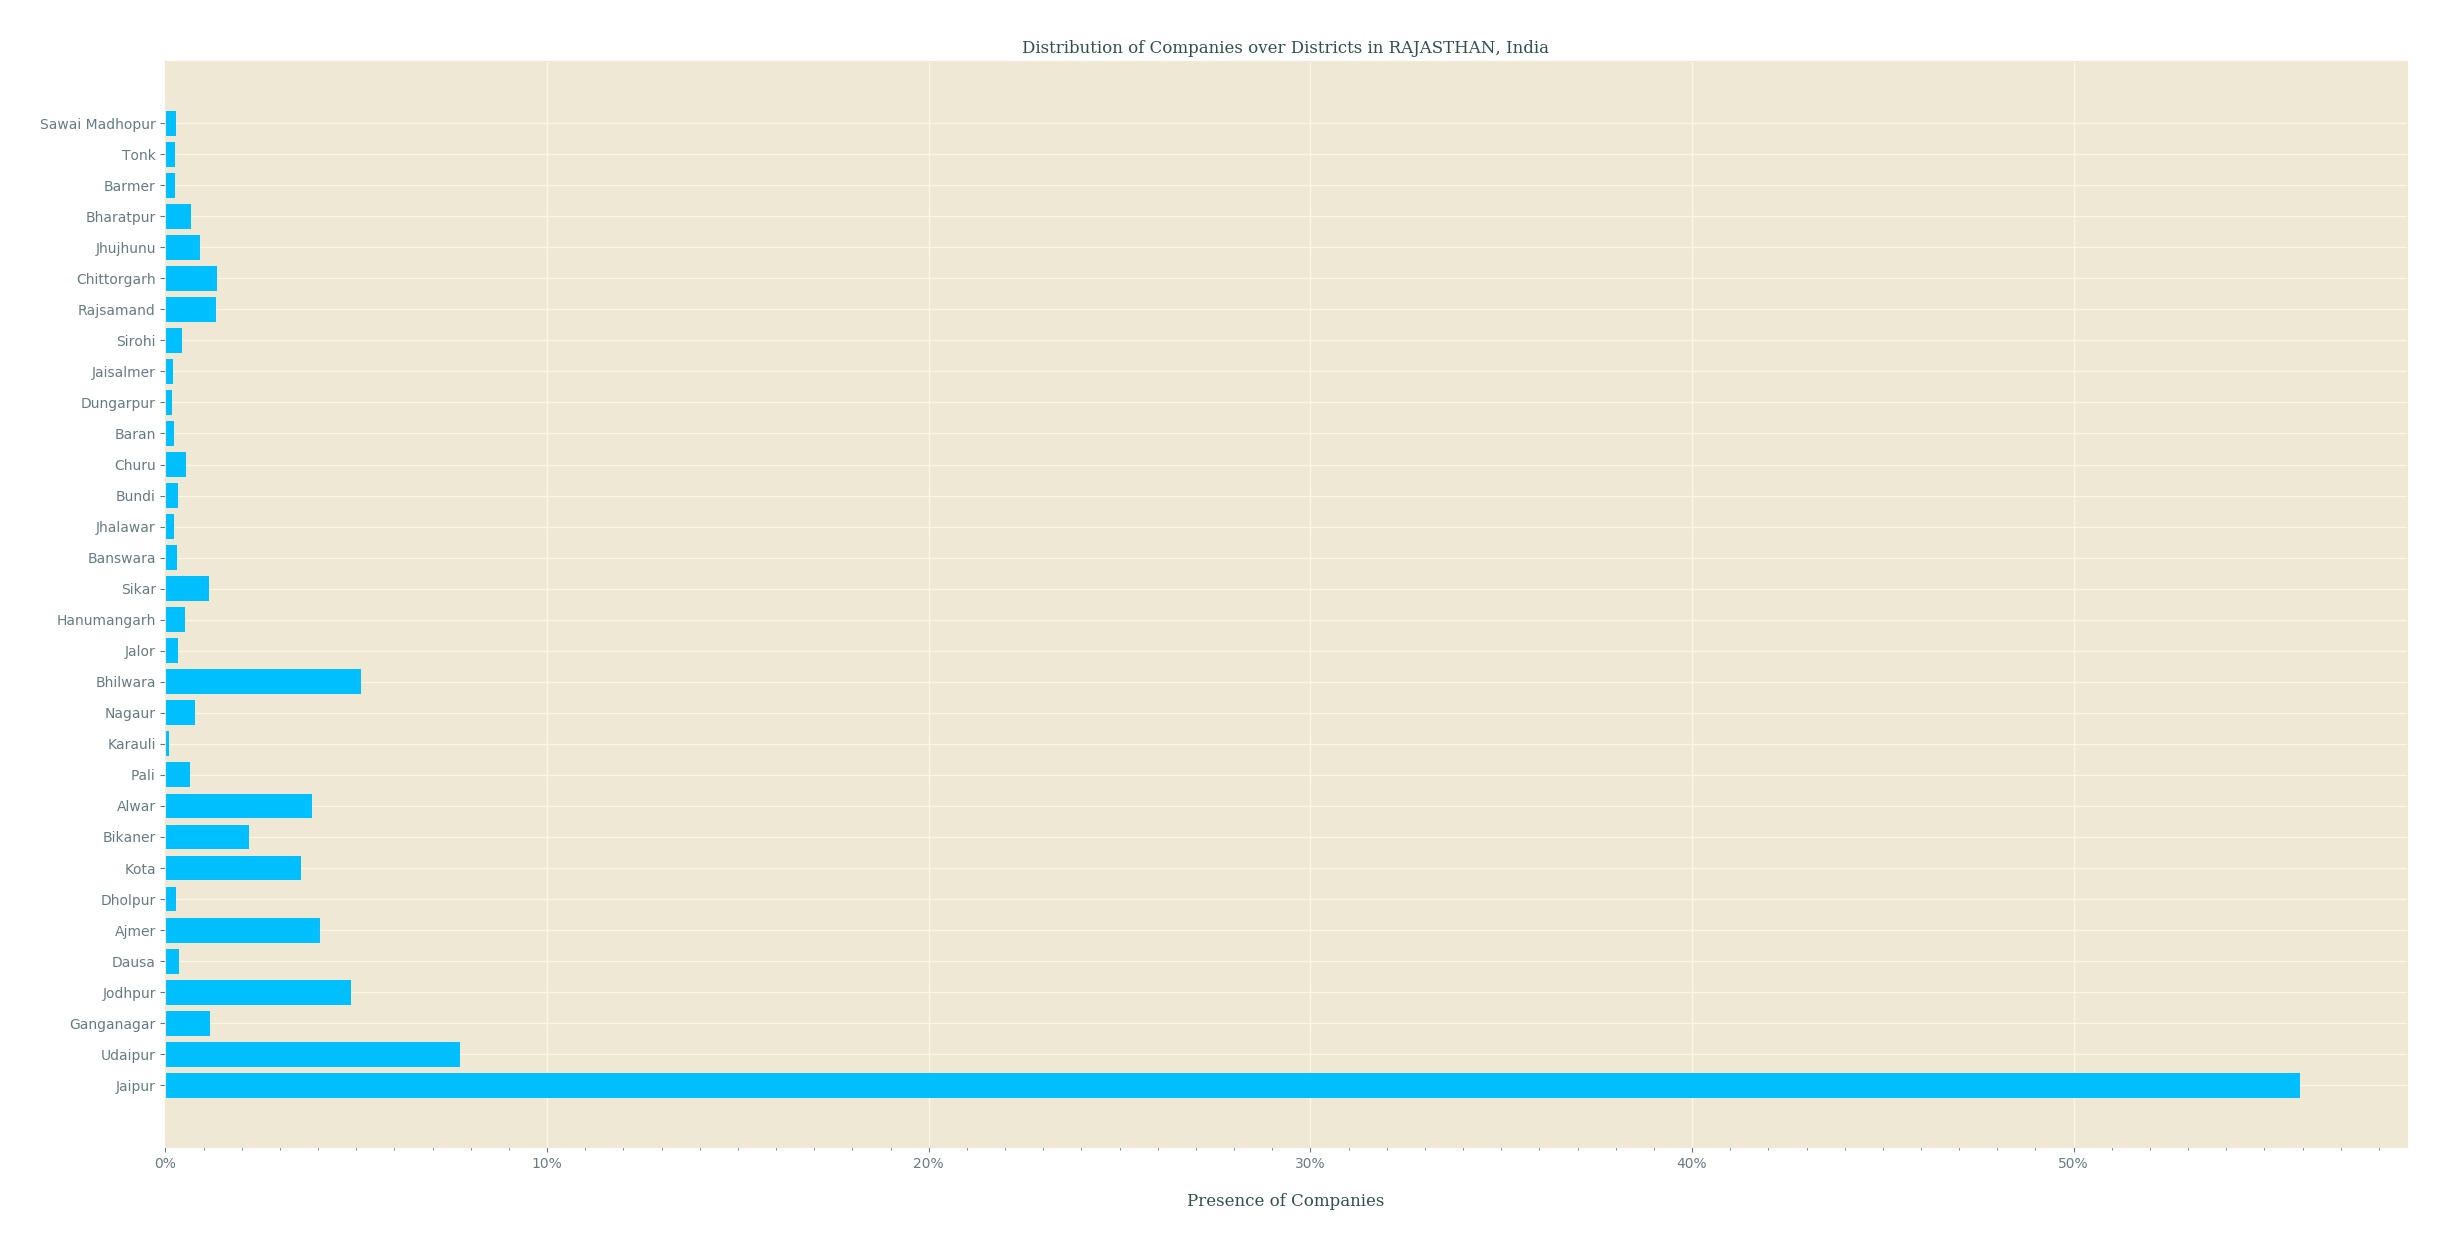 Distribution of Companies over Districts in RAJASTHAN, India
Sawai Madhopur
Tonk
Barmer
Bharatpur
Jhujhunu
Chittorgarh
Rajsamand
Sirohi
Jaisalmer
Dungarpur
Baran
Churu
Bundi
Jhalawar
Banswara
Sikar
Hanumangarh
Jalor
Bhilwara
Nagaur
Karauli
Pali
Alwar
Bikaner
Kota
Dholpur
Ajmer
Dausa
Jodhpur
Ganganagar
Udaipur
Jaipur
0% 10% 20% 30% 40% 50%
Presence of Companies